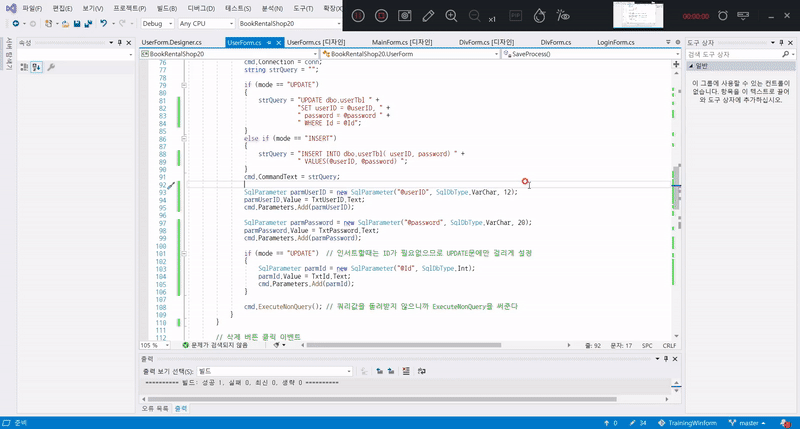 파일(F) 편집(E) 보기(V) 프로젝트(P) 빌드(B) 디버그(D) 테스트(S) 분석(N) 도구(T) 확장(X)
x1
00:00:00
Debug Any CPU BookRentalShop20
속성
UserForm.Designer.cs UserForm.cs UserForm.cs [디자인] MainForm.cs [디자인] DivForm.cs [디자인] DivForm.cs LoginForm.cs
도구 상자
BookRentalShop20 BookRentalShop20.UserForm SaveProcess()
도구 상자 검색
일반
이 그룹에 사용할 수 있는 컨트롤이
없습니다. 항목을 이 텍스트로 끌어
와 도구 상자에 추가하십시오.
76 cmd.Connection = conn;
77 string strQuery = "";
78
79 if (mode == "UPDATE")
80 {
81 strQuery = "UPDATE dbo.userTbl " +
82 "SET userID = @userID, " +
83 " password = @password " +
84 " WHERE Id = @Id";
85 }
86 else if (mode == "INSERT")
87 {
88 strQuery = "INSERT INTO dbo.userTbl( userID, password) " +
89 " VALUES(@userID, @password) ";
90 }
91 cmd.CommandText = strQuery;
92
93 SqlParameter parmUserID = new SqlParameter("@userID", SqlDbType.VarChar, 12);
94 parmUserID.Value = TxtUserID.Text;
95 cmd.Parameters.Add(parmUserID);
96
97 SqlParameter parmPassword = new SqlParameter("@password", SqlDbType.VarChar, 20);
98 parmPassword.Value = TxtPassword.Text;
99 cmd.Parameters.Add(parmPassword);
100
101 if (mode == "UPDATE") // 인서트할때는 ID가 필요없으므로 UPDATE문에만 걸리게 설정
102 {
103 SqlParameter parmId = new SqlParameter("@Id", SqlDbType.Int);
104 parmId.Value = TxtId.Text;
105 cmd.Parameters.Add(parmId);
106 }
107
108 cmd.ExecuteNonQuery(); // 쿼리값을 돌려받지 않으니까 ExecuteNonQuery을 써준다
109 }
110 }
111
112 // 삭제 버튼 클릭 이벤트
105 % 문제가 검색되지 않음 줄: 92 문자: 17 SPC CRLF
출력
출력 보기 선택(S): 빌드
========== 빌드: 성공 1, 실패 0, 최신 0, 생략 0 ==========
오류 목록 출력
준비 0 34 TrainingWinform master